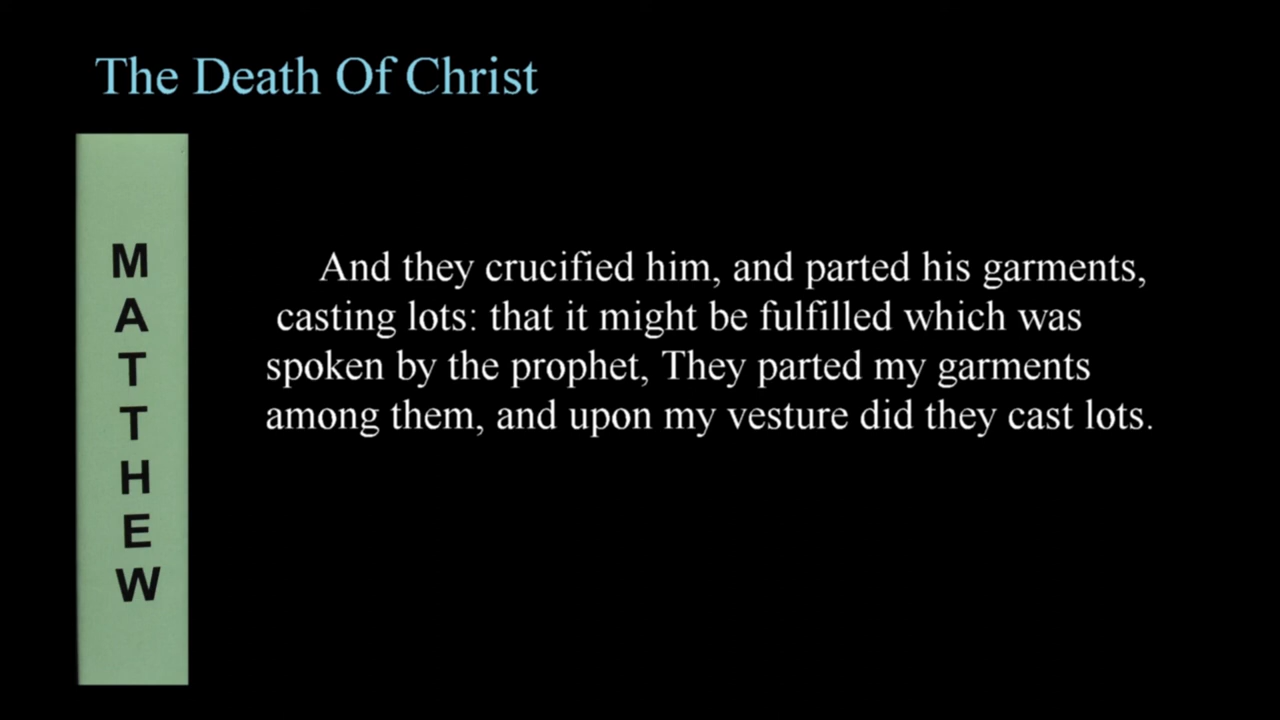 The Death Of Christ
MATTHEW
And they crucified him, and parted his garments,
casting lots: that it might be fulfilled which was
spoken by the prophet, They parted my garments
among them, and upon my vesture did they cast lots.